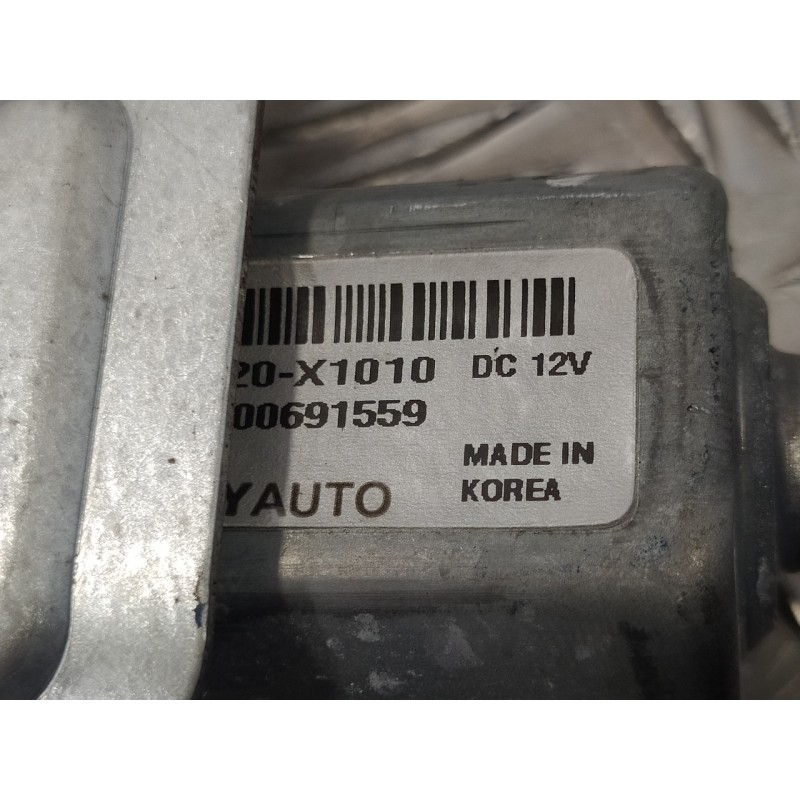 20-X1010 DC 12V
00691559
MADE IN
YAUTO KOREA